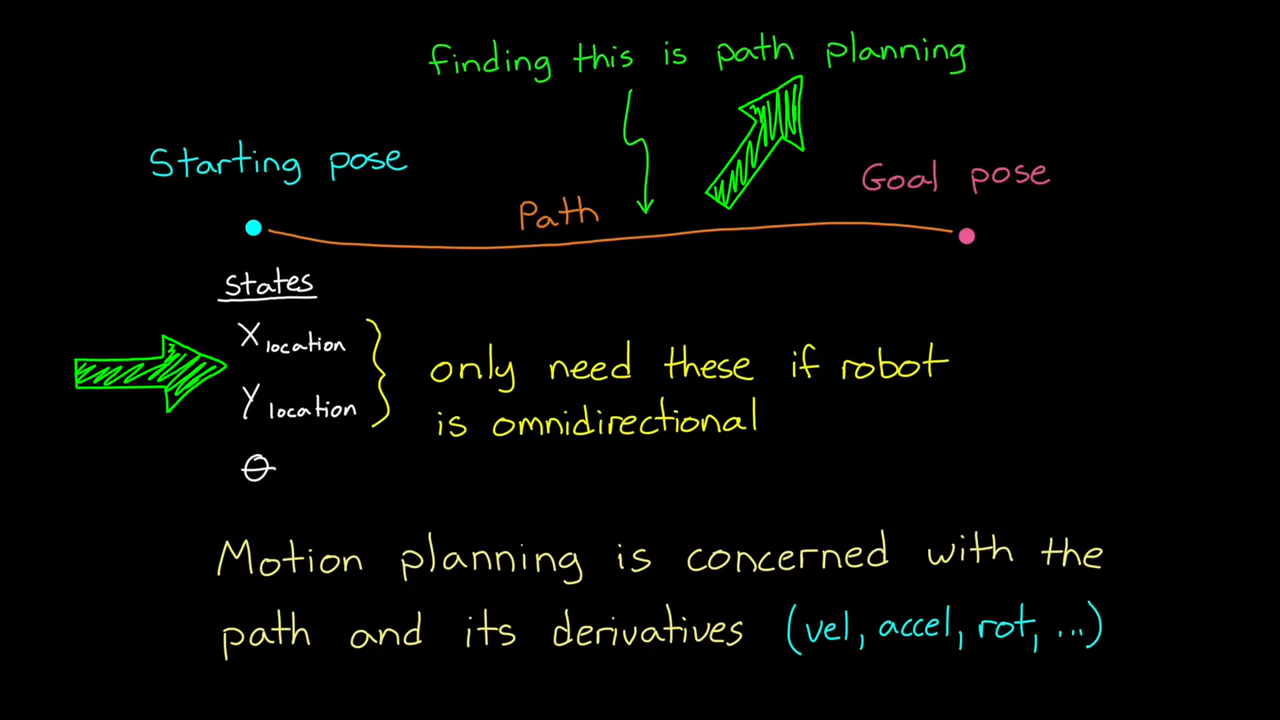 finding this is path planning
Starting pose
Goal pose
Path
States
X location
Y location
only need these if robot
is omnidirectional
θ
Motion planning is concerned with the
path and its derivatives (vel, accel, rot, ...)